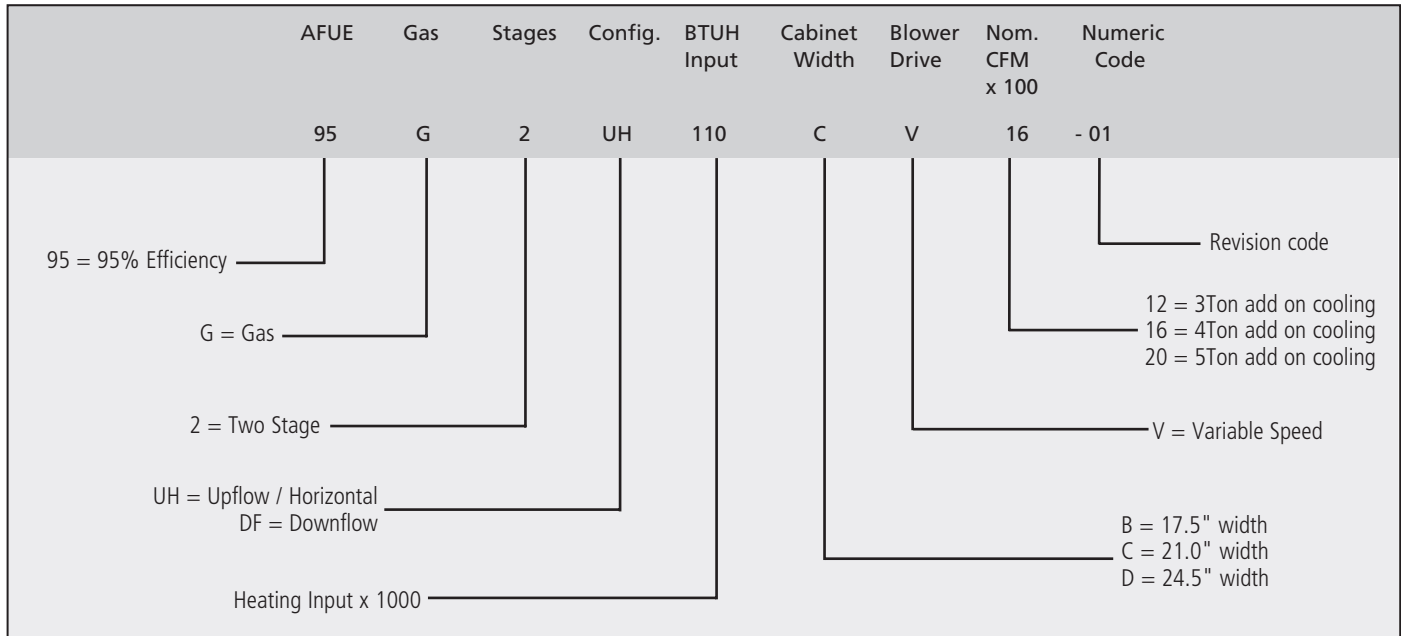 AFUE Gas Stages Config. BTUH Input Cabinet Width Blower Drive Nom. CFM x 100 Numeric Code
95 G 2 UH 110 C V 16 - 01
95 = 95% Efficiency
G = Gas
2 = Two Stage
UH = Upflow / Horizontal
DF = Downflow
Heating Input x 1000
Revision code
12 = 3Ton add on cooling
16 = 4Ton add on cooling
20 = 5Ton add on cooling
V = Variable Speed
B = 17.5" width
C = 21.0" width
D = 24.5" width